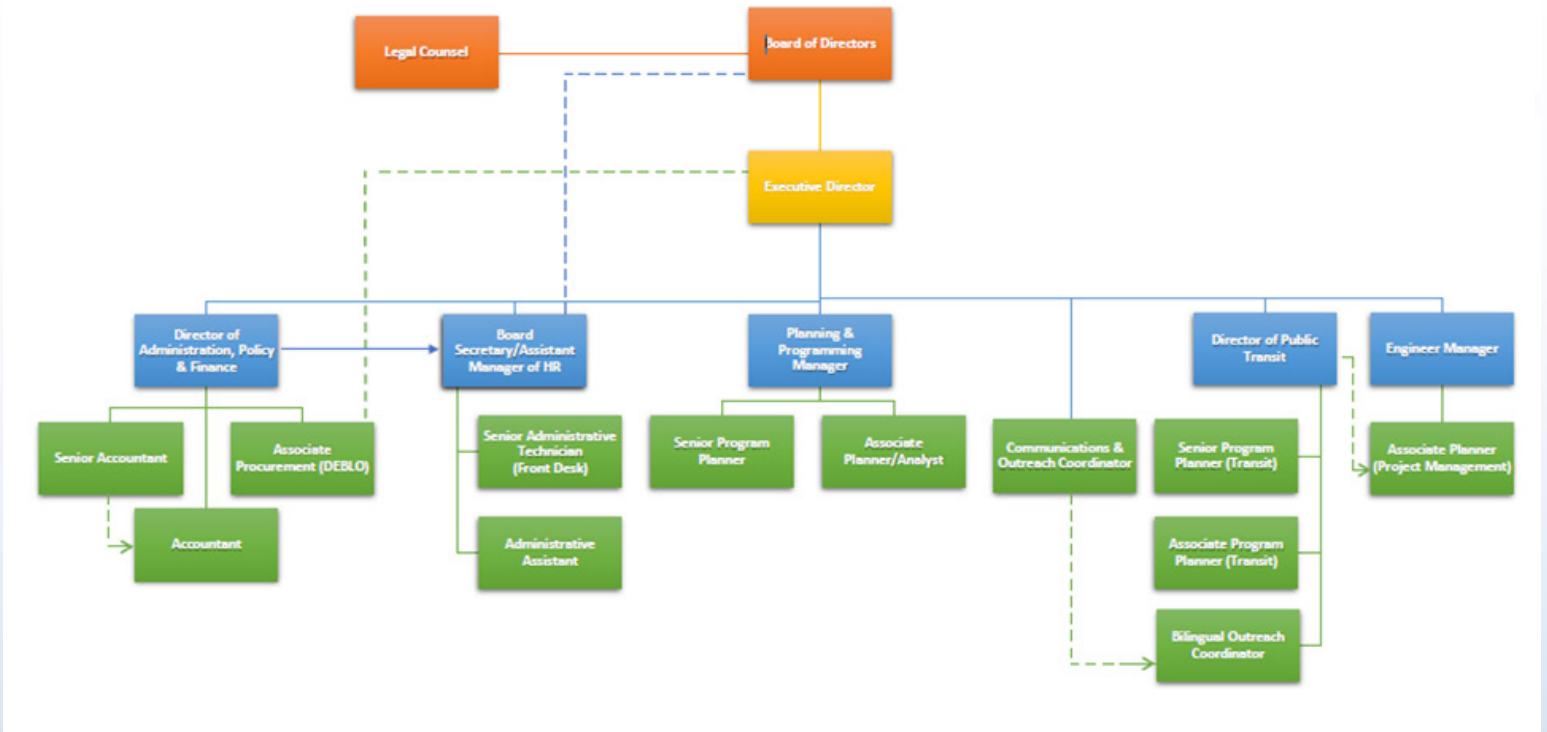 Legal Counsel
Board of Directors
Executive Director
Director of
Administration, Policy
& Finance
Board
Secretary/Assistant
Manager of HR
Planning &
Programming
Manager
Director of Public
Transit
Engineer Manager
Senior Accountant
Associate
Procurement (DEBLO)
Accountant
Senior Administrative
Technician
(Front Desk)
Administrative
Assistant
Senior Program
Planner
Associate
Planner/Analyst
Communications &
Outreach Coordinator
Senior Program
Planner (Transit)
Associate Program
Planner (Transit)
Bilingual Outreach
Coordinator
Associate Planner
(Project Management)